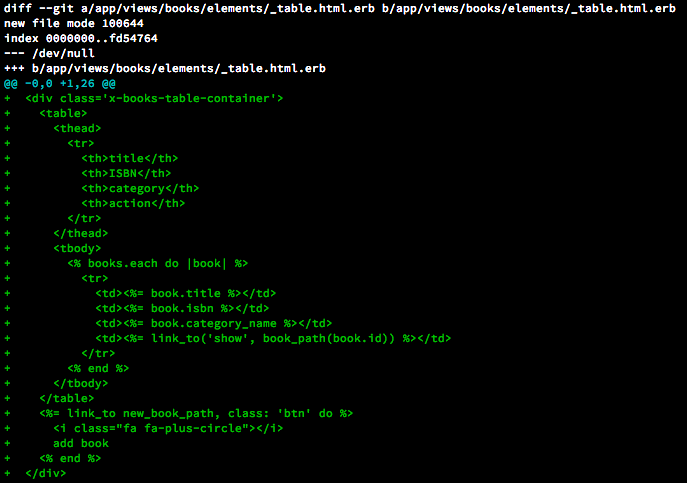 diff --git a/app/views/books/elements/_table.html.erb b/app/views/books/elements/_table.html.erb
new file mode 100644
index 0000000..fd54764
--- /dev/null
+++ b/app/views/books/elements/_table.html.erb
@@ -0,0 +1,26 @@
+  <div class='x-books-table-container'>
+    <table>
+      <thead>
+        <tr>
+          <th>title</th>
+          <th>ISBN</th>
+          <th>category</th>
+          <th>action</th>
+        </tr>
+      </thead>
+      <tbody>
+        <% books.each do |book| %>
+          <tr>
+            <td><%= book.title %></td>
+            <td><%= book.isbn %></td>
+            <td><%= book.category_name %></td>
+            <td><%= link_to('show', book_path(book.id)) %></td>
+          </tr>
+        <% end %>
+      </tbody>
+    </table>
+    <%= link_to new_book_path, class: 'btn' do %>
+      <i class="fa fa-plus-circle"></i>
+      add book
+    <% end %>
+  </div>